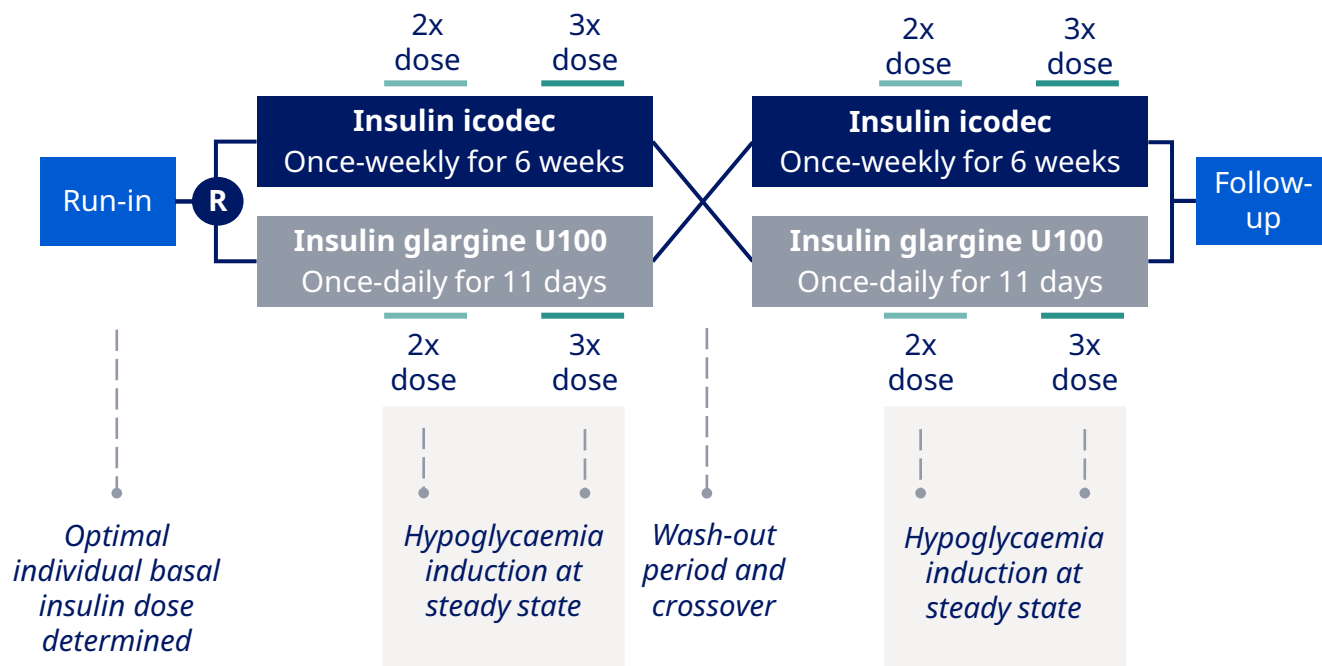 2x
dose
3x
dose
2x
dose
3x
dose
Run-in
R
Insulin icodec
Once-weekly for 6 weeks
Insulin glargine U100
Once-daily for 11 days
Insulin icodec
Once-weekly for 6 weeks
Insulin glargine U100
Once-daily for 11 days
Follow-
up
2x
dose
3x
dose
2x
dose
3x
dose
Optimal
individual basal
insulin dose
determined
Hypoglycaemia
induction at
steady state
Wash-out
period and
crossover
Hypoglycaemia
induction at
steady state